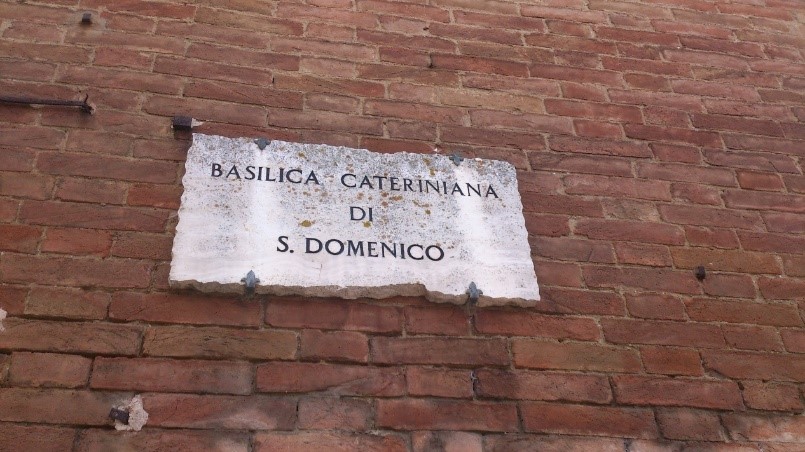 BASILICA CATERINIANA
DI
S. DOMENICO